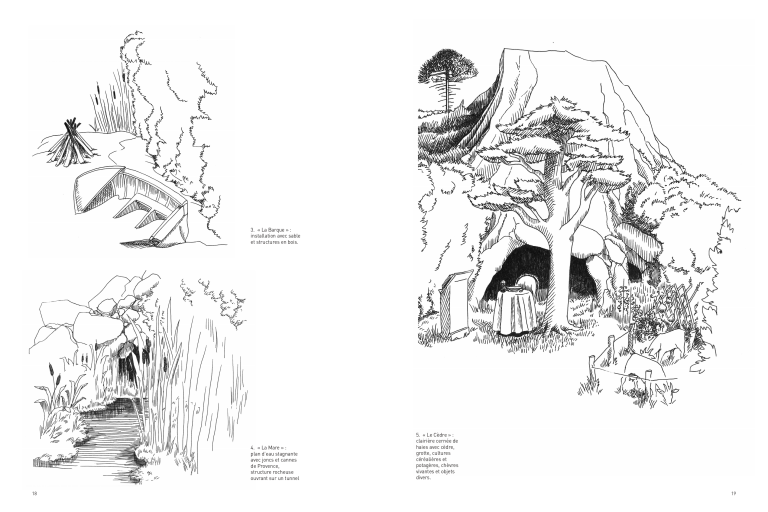 3. « La Barque » :
installation avec sable
et structures en bois.
4. « La Mare » :
plan d'eau stagnante
avec joncs et cannes
de Provence,
structure rocheuse
ouvrant sur un tunnel
18
5. « Le Cèdre » :
clairière cernée de
haies avec cèdre,
grotte, cultures
céréalières et
potagères, chèvres
vivantes et objets
divers.
19